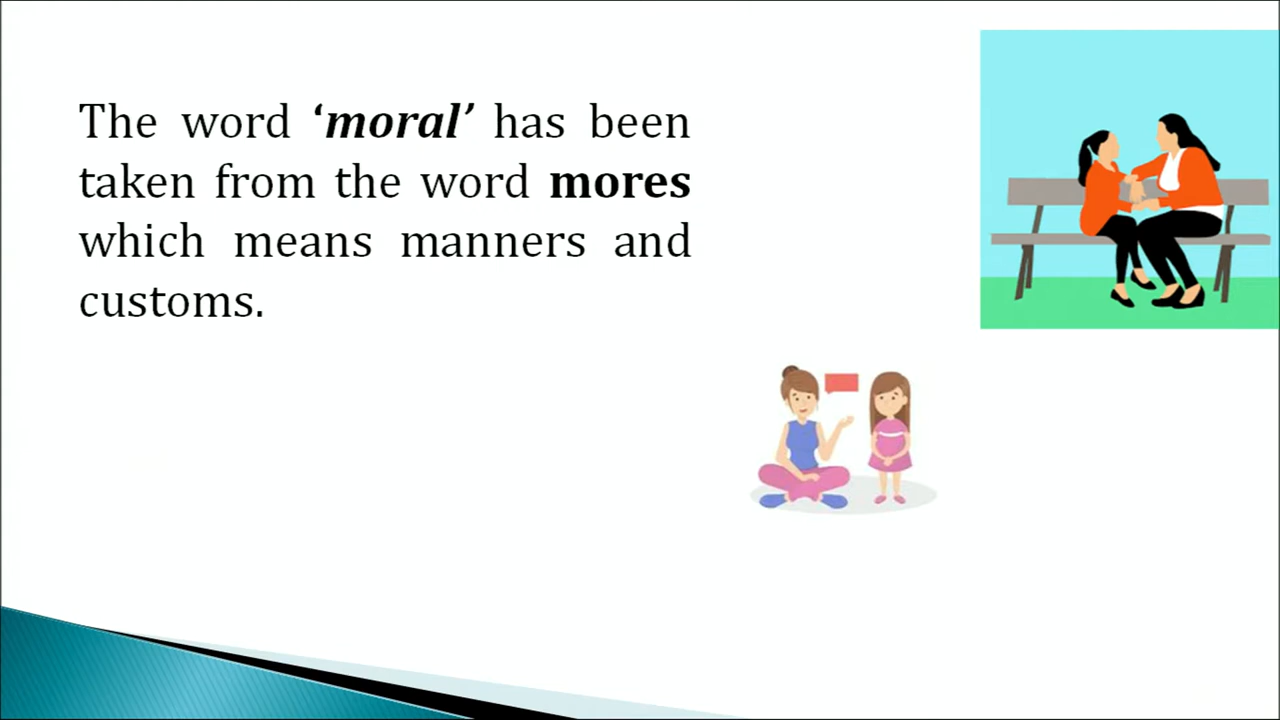 The word ‘moral’ has been
taken from the word mores
which means manners and
customs.